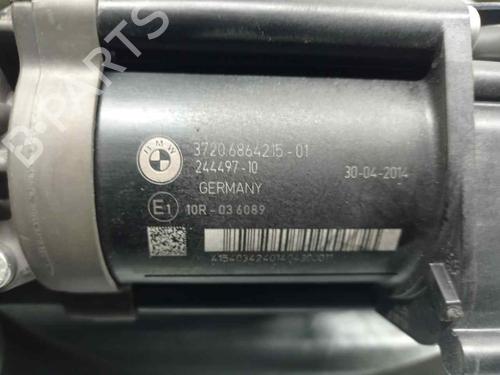 B-PARTS
BMW
3720 6864215-01
244497-10
30-04-2014
GERMANY
E1 10R-03 6089